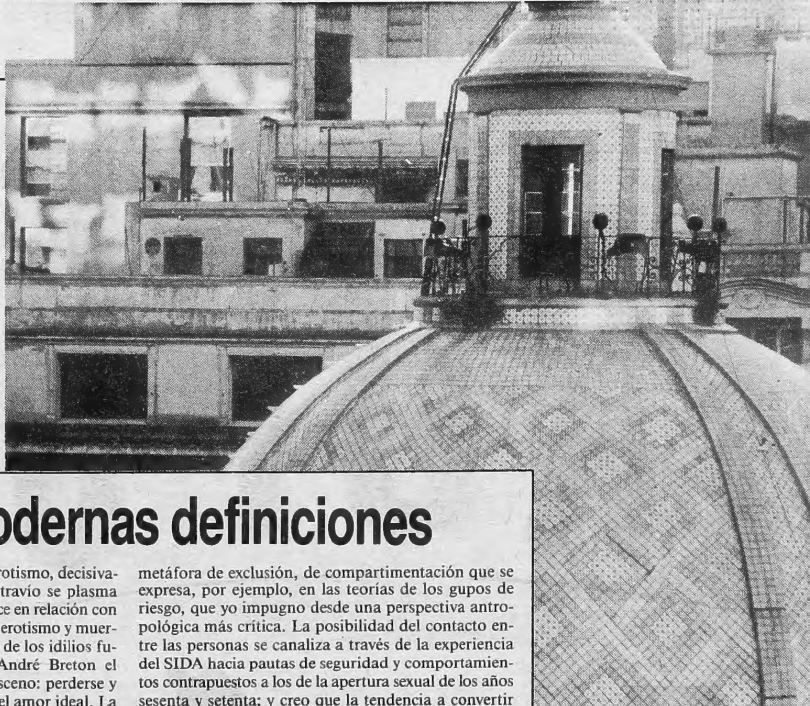 odernas definiciones
rotismo, decisiva-
travío se plasma
ce en relación con
erotismo y muer-
de los idilios fu-
André Breton el
sceno: perderse y
el amor ideal. La
metáfora de exclusión, de compartimentación que se
expresa, por ejemplo, en las teorías de los gupos de
riesgo, que yo impugno desde una perspectiva antro-
pológica más crítica. La posibilidad del contacto en-
tre las personas se canaliza a través de la experiencia
del SIDA hacia pautas de seguridad y comportamien-
tos contrapuestos a los de la apertura sexual de los años
sesenta y setenta; y creo que la tendencia a convertir